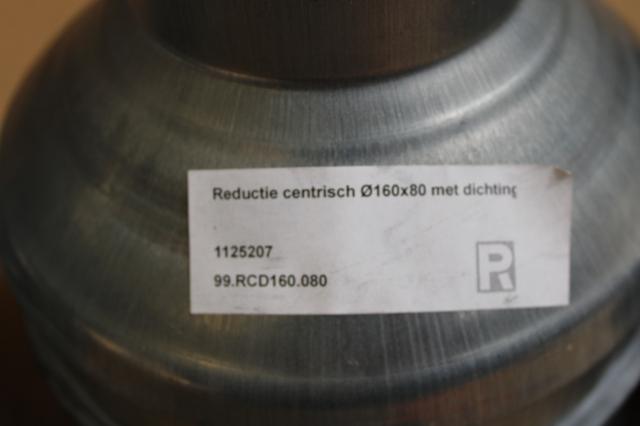 Reductie centrisch Ø160x80 met dichting
1125207
99.RCD160.080
R